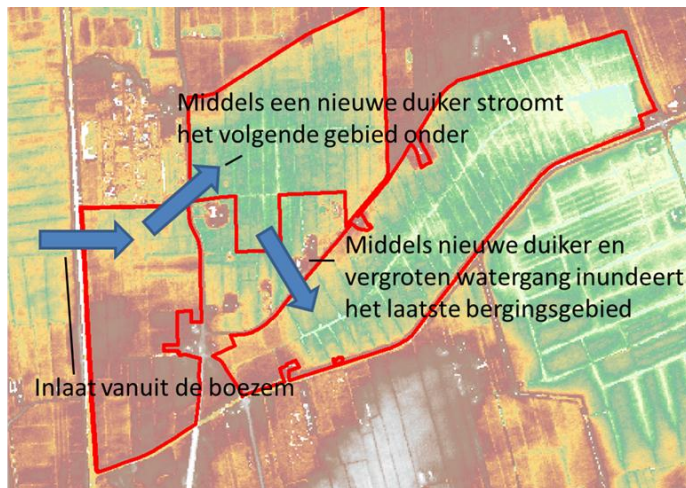 Middels een nieuwe duiker stroomt
het volgende gebied onder
Middels nieuwe duiker en
vergroten watergang inundeert
het laatste bergingsgebied
Inlaat vanuit de boezem